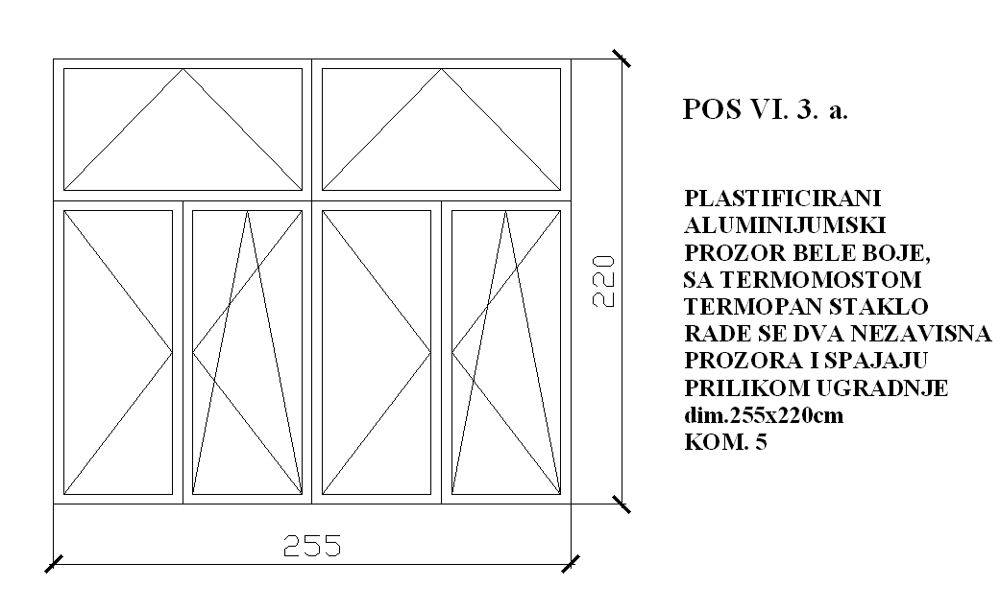 POS VI. 3. a.
PLASTIFICIRANI
ALUMINIJUMSKI
PROZOR BELE BOJE,
SA TERMOMOSTOM
TERMOPAN STAKLO
RADE SE DVA NEZAVISNA
PROZORA I SPAJAJU
PRILIKOM UGRADNJE
dim.255x220cm
KOM. 5
220
255